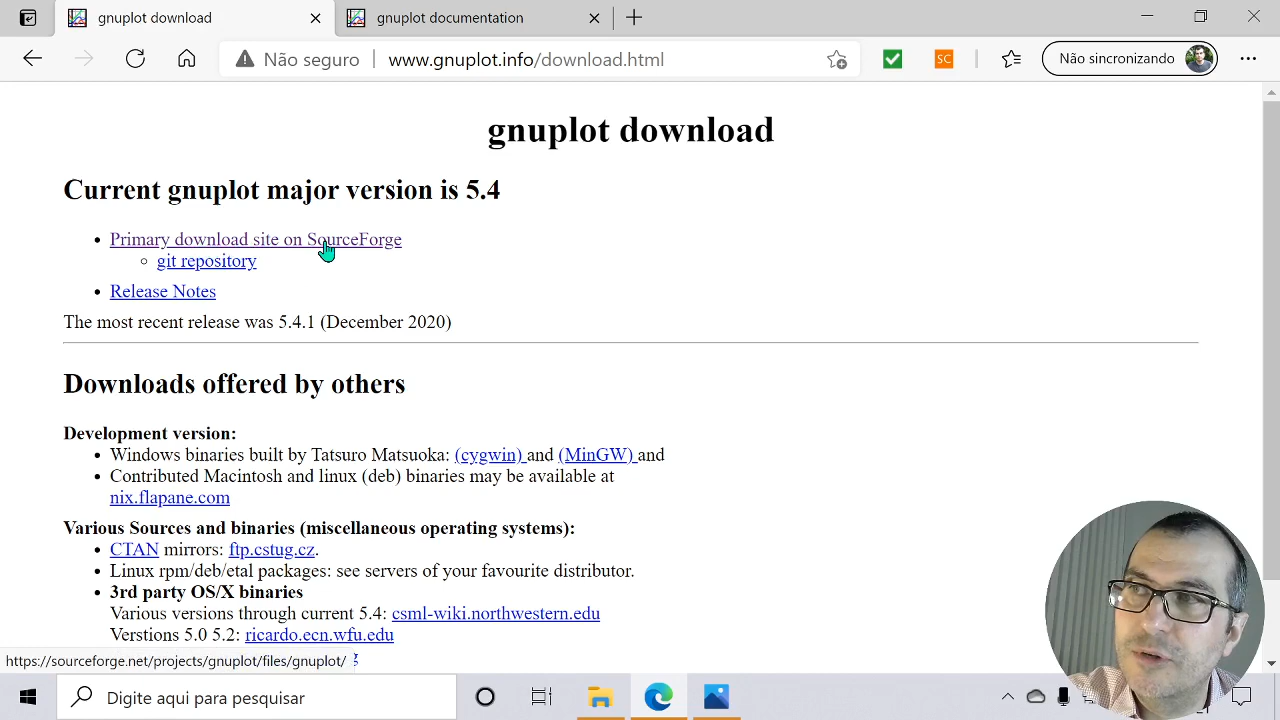 gnuplot download
gnuplot documentation
Não seguro
www.gnuplot.info/download.html
SC
Não sincronizando
gnuplot download
Current gnuplot major version is 5.4
Primary download site on SourceForge
git repository
Release Notes
The most recent release was 5.4.1 (December 2020)
Downloads offered by others
Development version:
Windows binaries built by Tatsuro Matsuoka: (cygwin) and (MinGW) and
Contributed Macintosh and linux (deb) binaries may be available at
nix.flapane.com
Various Sources and binaries (miscellaneous operating systems):
CTAN mirrors: ftp.cstug.cz.
Linux rpm/deb/etal packages: see servers of your favourite distributor.
3rd party OS/X binaries
Various versions through current 5.4: csml-wiki.northwestern.edu
Verstions 5.0 5.2: ricardo.ecn.wfu.edu
https://sourceforge.net/projects/gnuplot/files/gnuplot/
Digite aqui para pesquisar